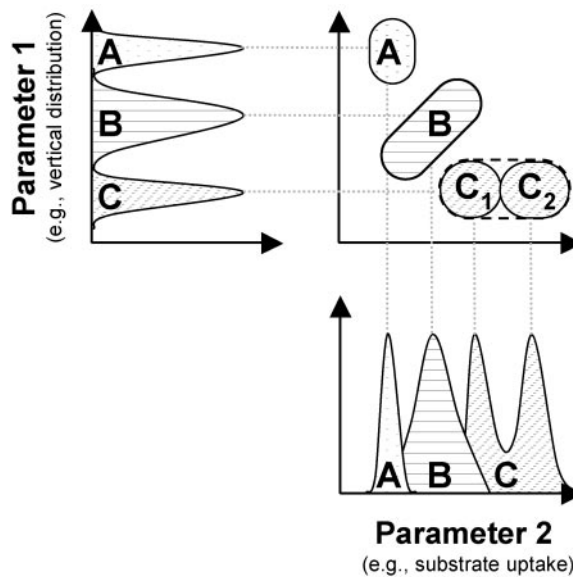 Parameter 1
(e.g., vertical distribution)
A
B
C
A
B
C1 C2
A B C
Parameter 2
(e.g., substrate uptake)